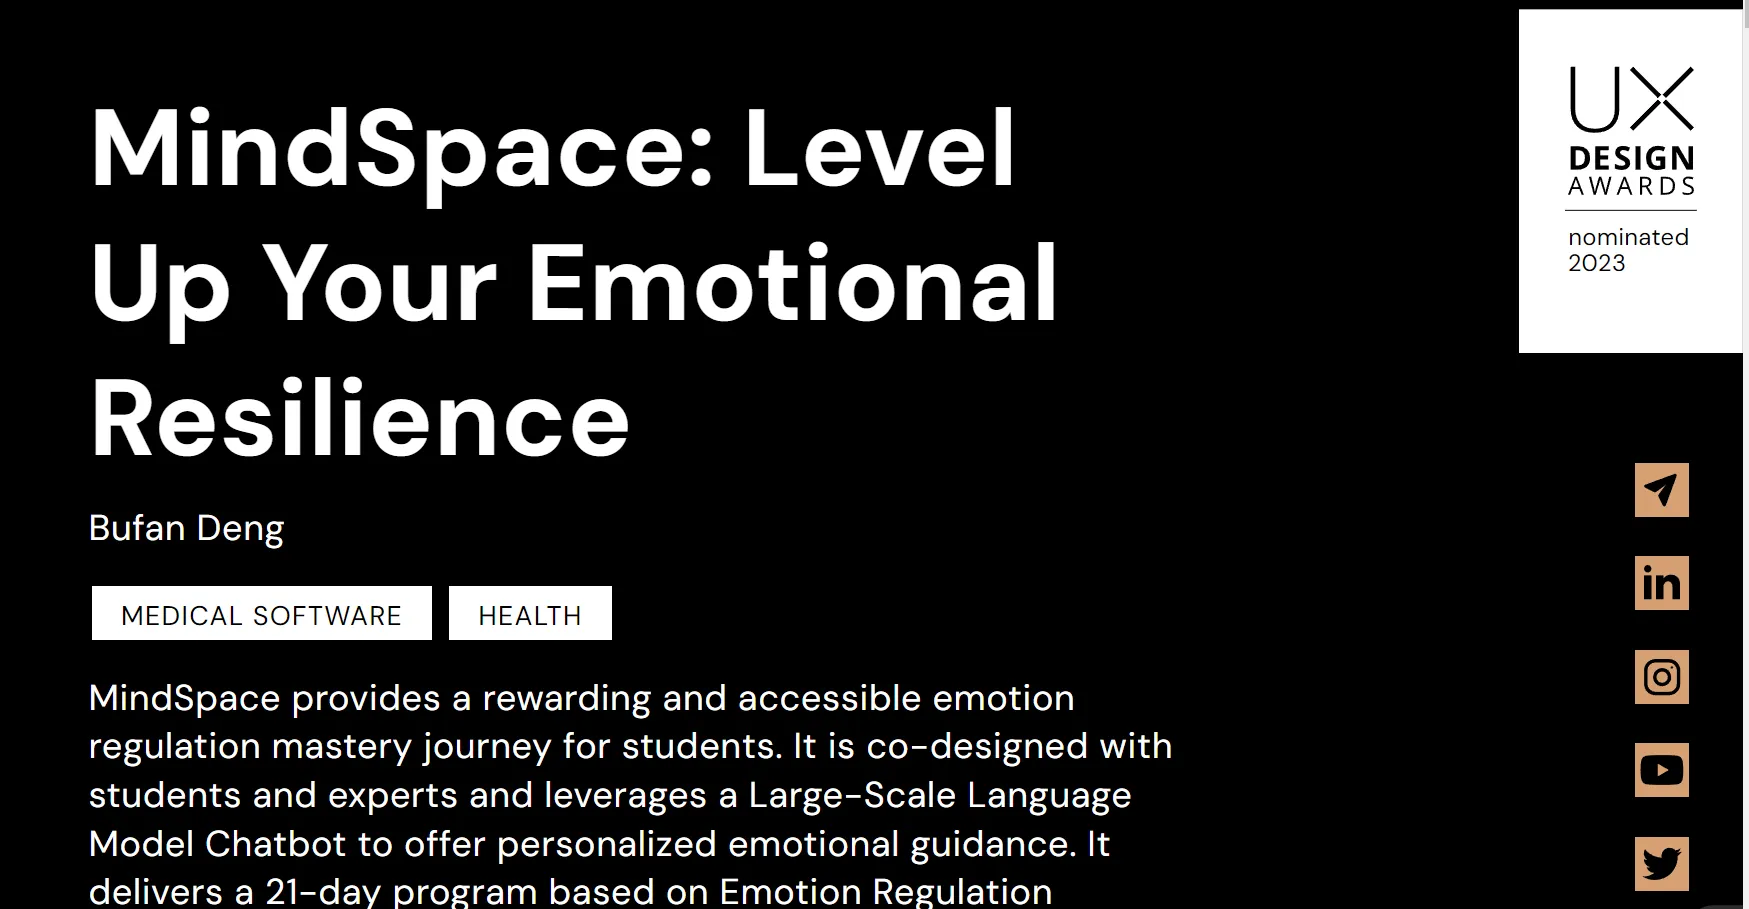 MindSpace: Level
Up Your Emotional
Resilience
Bufan Deng
MEDICAL SOFTWARE
HEALTH
MindSpace provides a rewarding and accessible emotion
regulation mastery journey for students. It is co-designed with
students and experts and leverages a Large-Scale Language
Model Chatbot to offer personalized emotional guidance. It
delivers a 21-day program based on Emotion Regulation
UX
DESIGN
AWARDS
nominated
2023
in